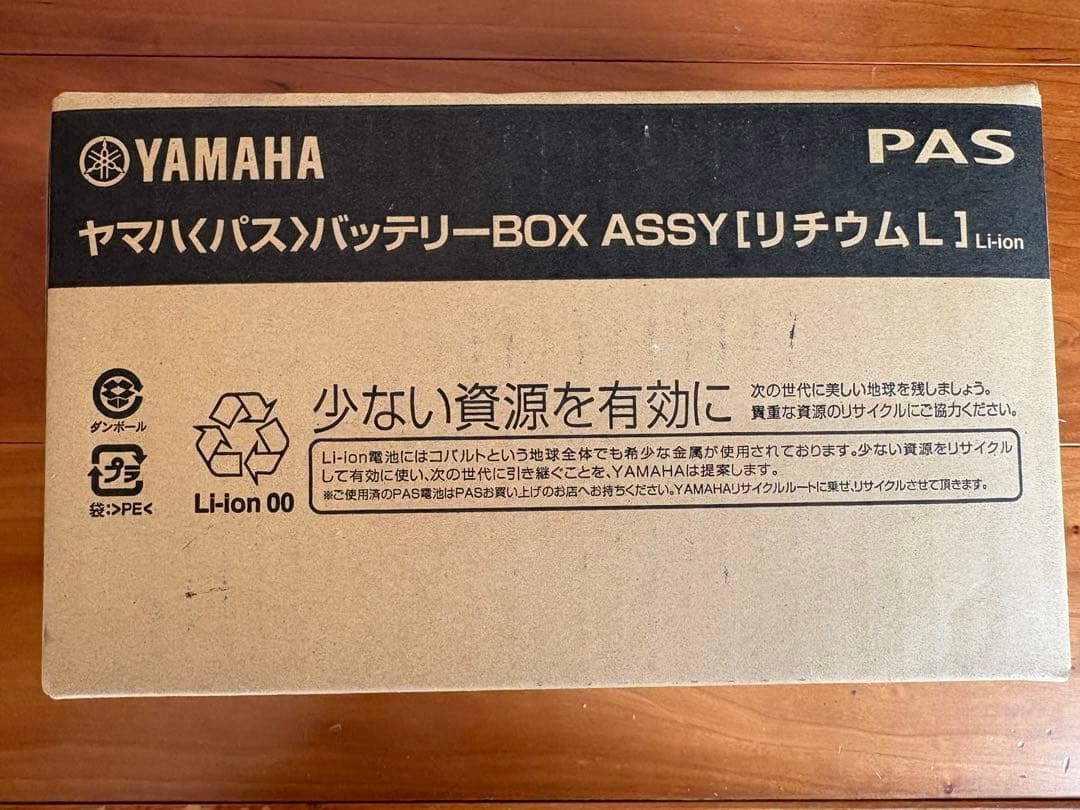 YAMAHA
PAS
ヤマハ〈パス〉バッテリーBOX ASSY[リチウムL] Li-ion
少ない資源を有効に
次の世代に美しい地球を残しましょう。
貴重な資源のリサイクルにご協力ください。
ダンボール
プラ
袋:>PE<
Li-ion 00
Li-ion電池にはコバルトという地球全体でも希少な金属が使用されております。少ない資源をリサイクル
して有効に使い、次の世代に引き継ぐことを、YAMAHAは提案します。
※ご使用済のPAS電池はPASお買い上げのお店へお持ちください。YAMAHAリサイクルルートに乗せ、リサイクルさせて頂きます。